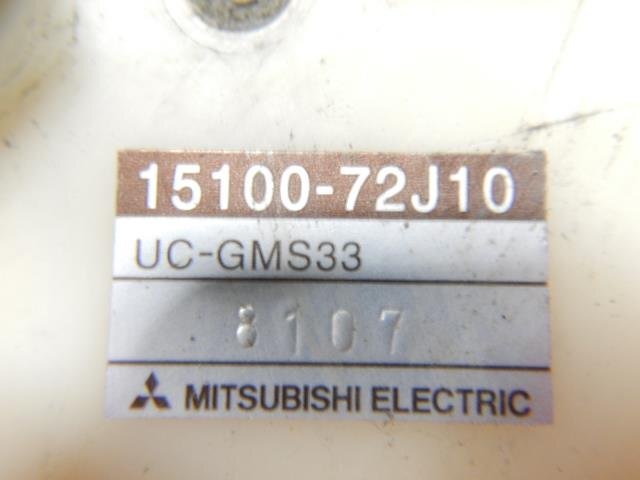 15100-72J10
UC-GMS33
8107
MITSUBISHI ELECTRIC